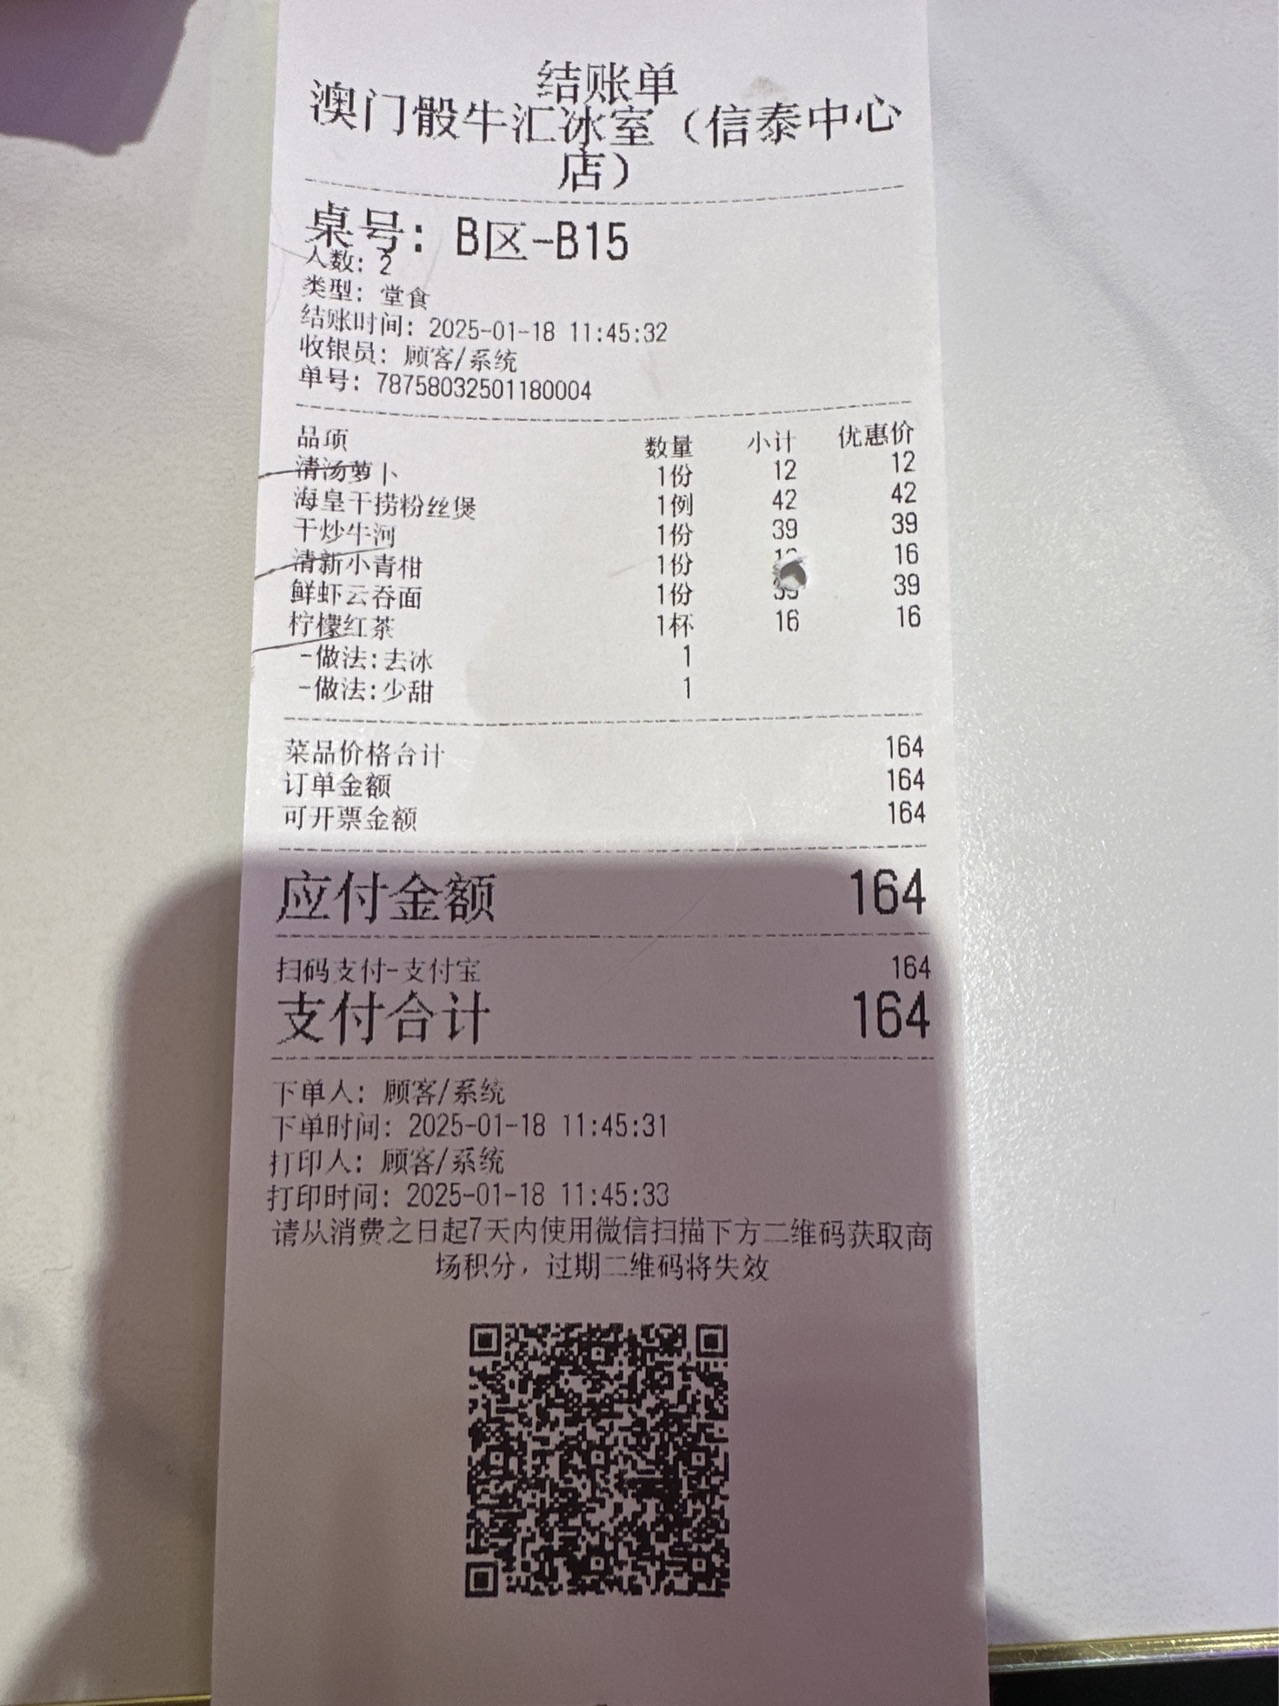 结账单
澳门骰牛汇冰室（信泰中心
店）
桌号：B区-B15
人数：2
类型：堂食
结账时间：2025-01-18 11:45:32
收银员：顾客/系统
单号：78758032501180004
品项 数量 小计 优惠价
清汤萝卜 1份 12 12
海皇干捞粉丝煲 1例 42 42
干炒牛河 1份 39 39
清新小青柑 1份 16
鲜虾云吞面 1份 39
柠檬红茶 1杯 16 16
-做法:去冰 1
-做法:少甜 1
菜品价格合计 164
订单金额 164
可开票金额 164
应付金额 164
扫码支付-支付宝 164
支付合计 164
下单人：顾客/系统
下单时间：2025-01-18 11:45:31
打印人：顾客/系统
打印时间：2025-01-18 11:45:33
请从消费之日起7天内使用微信扫描下方二维码获取商
场积分，过期二维码将失效